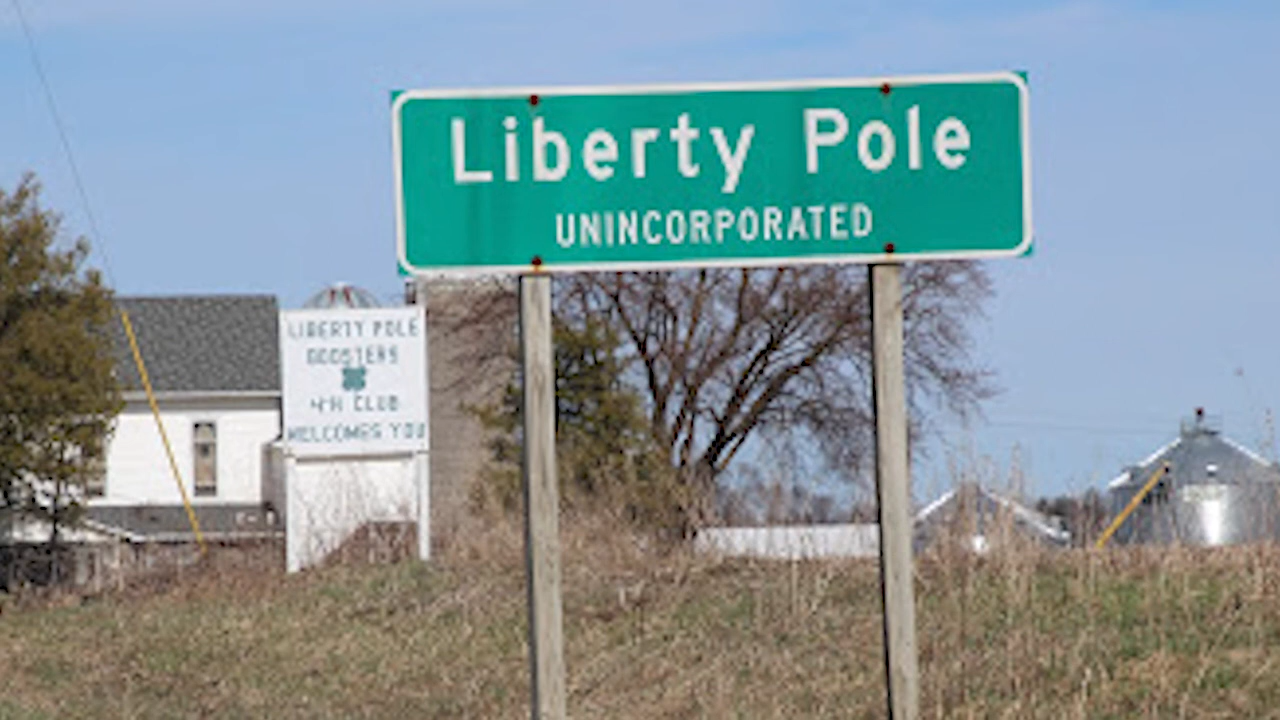 Liberty Pole
UNINCORPORATED
LIBERTY POLE
BOOSTERS
4-H CLUB
WELCOMES YOU